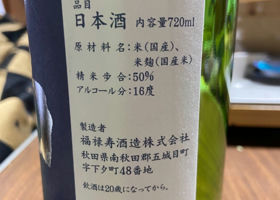 品目
日本酒 内容量720ml
原材料名:米(国産)、
米麹(国産米)
精米歩合:50%
アルコール分:16度
製造者
福禄寿酒造株式会社
秋田県南秋田郡五城目町
字下夕町48番地
飲酒は20歳になってから。